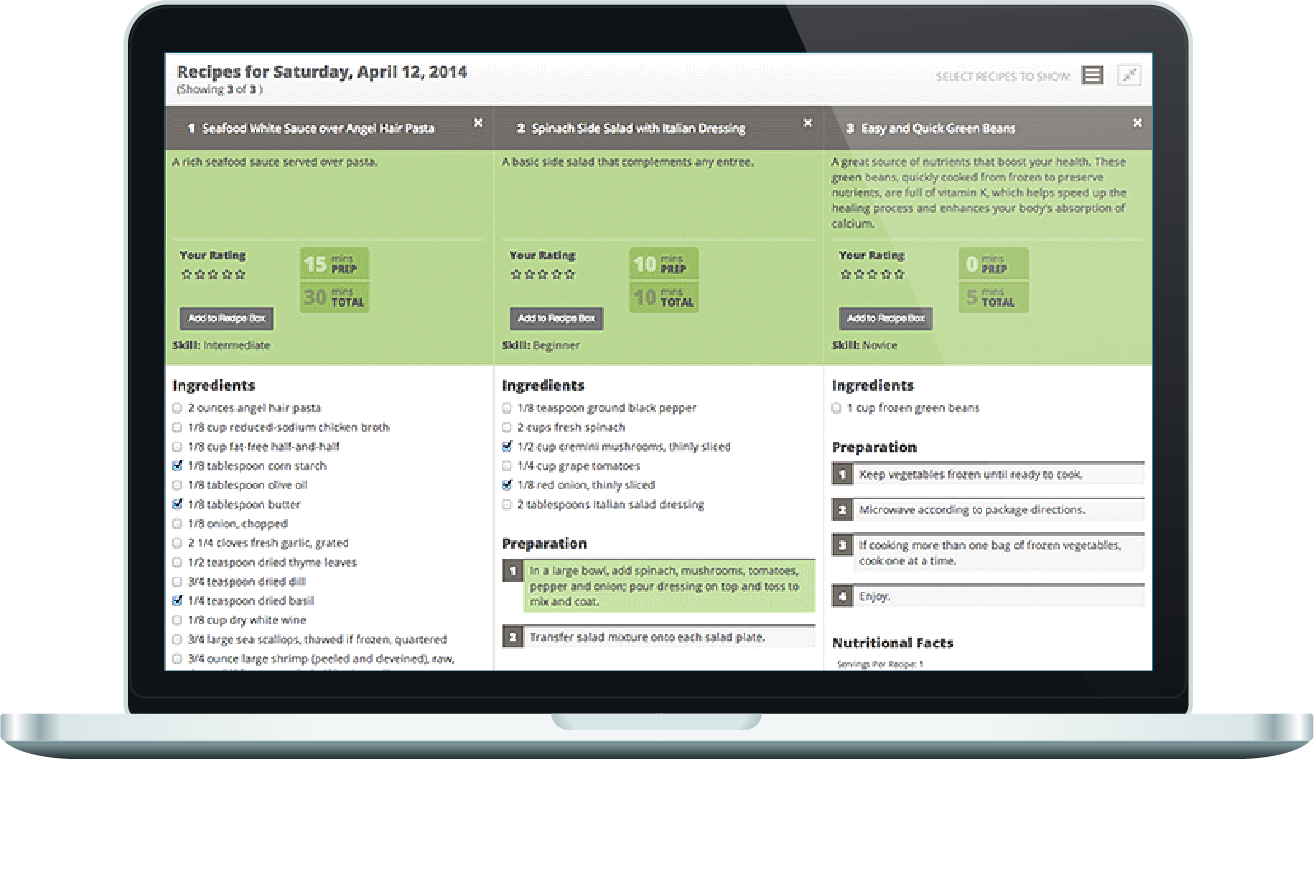 Recipes for Saturday, April 12, 2014
(Showing 3 of 3 )
SELECT RECIPES TO SHOW:
1 Seafood White Sauce over Angel Hair Pasta
A rich seafood sauce served over pasta.
Your Rating
15 mins PREP
30 mins TOTAL
Add to Recipe Box
Skill: Intermediate
Ingredients
2 ounces angel hair pasta
1/8 cup reduced-sodium chicken broth
1/8 cup fat-free half-and-half
1/8 tablespoon corn starch
1/8 tablespoon olive oil
1/8 tablespoon butter
1/8 onion, chopped
2 1/4 cloves fresh garlic, grated
1/2 teaspoon dried thyme leaves
3/4 teaspoon dried dill
1/4 teaspoon dried basil
1/8 cup dry white wine
3/4 large sea scallops, thawed if frozen, quartered
3/4 ounce large shrimp (peeled and deveined), raw,
2 Spinach Side Salad with Italian Dressing
A basic side salad that complements any entree.
Your Rating
10 mins PREP
10 mins TOTAL
Add to Recipe Box
Skill: Beginner
Ingredients
1/8 teaspoon ground black pepper
2 cups fresh spinach
1/2 cup cremini mushrooms, thinly sliced
1/4 cup grape tomatoes
1/8 red onion, thinly sliced
2 tablespoons Italian salad dressing
Preparation
1 In a large bowl, add spinach, mushrooms, tomatoes,
pepper and onion; pour dressing on top and toss to
mix and coat.
2 Transfer salad mixture onto each salad plate.
3 Easy and Quick Green Beans
A great source of nutrients that boost your health. These
green beans, quickly cooked from frozen to preserve
nutrients, are full of vitamin K, which helps speed up the
healing process and enhances your body's absorption of
calcium.
Your Rating
0 mins PREP
5 mins TOTAL
Add to Recipe Box
Skill: Novice
Ingredients
1 cup frozen green beans
Preparation
1 Keep vegetables frozen until ready to cook.
2 Microwave according to package directions.
3 If cooking more than one bag of frozen vegetables,
cook one at a time.
4 Enjoy.
Nutritional Facts
Servings Per Recipe: 1